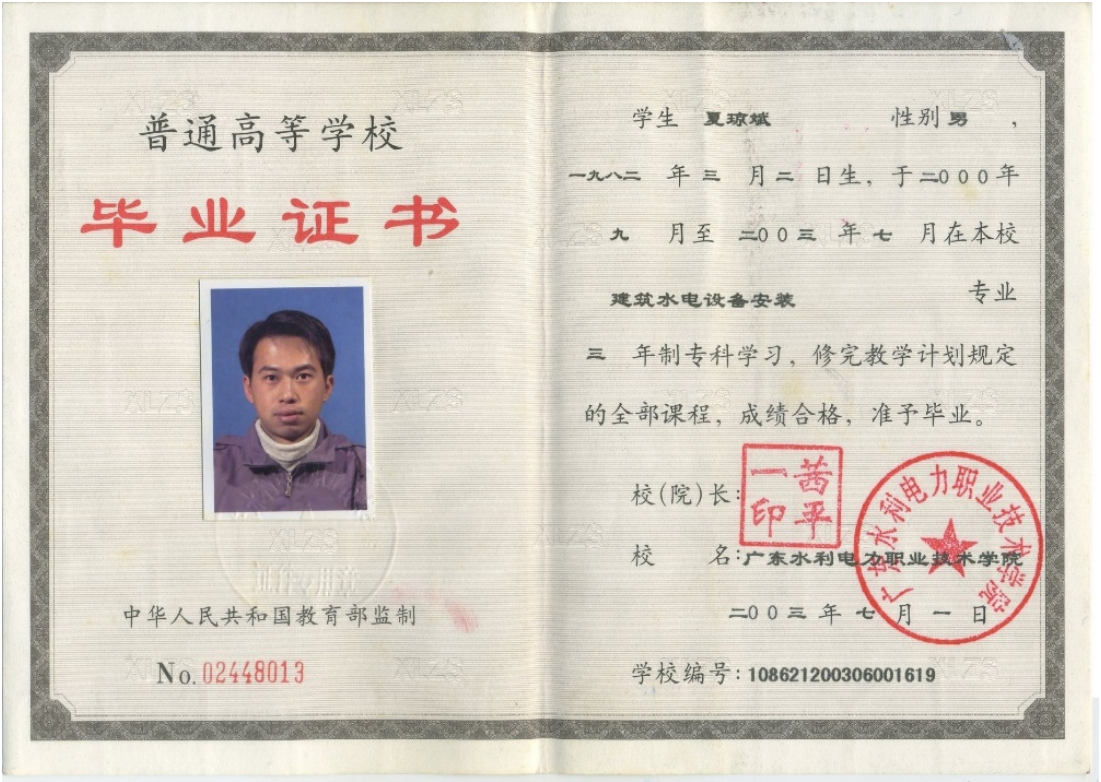 普通高等学校
毕业证书
中华人民共和国教育部监制
No. 02448013
学生 夏琼斌 性别 男 ,
一九八二 年 三 月 二 日生, 于 二000 年
九 月至 二00三 年 七 月在本校
建筑水电设备安装 专业
三 年制专科学习, 修完教学计划规定
的全部课程, 成绩合格, 准予毕业。
校(院)长:
茜平一印
校 名: 广东水利电力职业技术学院
广东水利电力职业技术学院
二00三 年 七 月 一 日
学校编号: 108621200306001619
XLZS